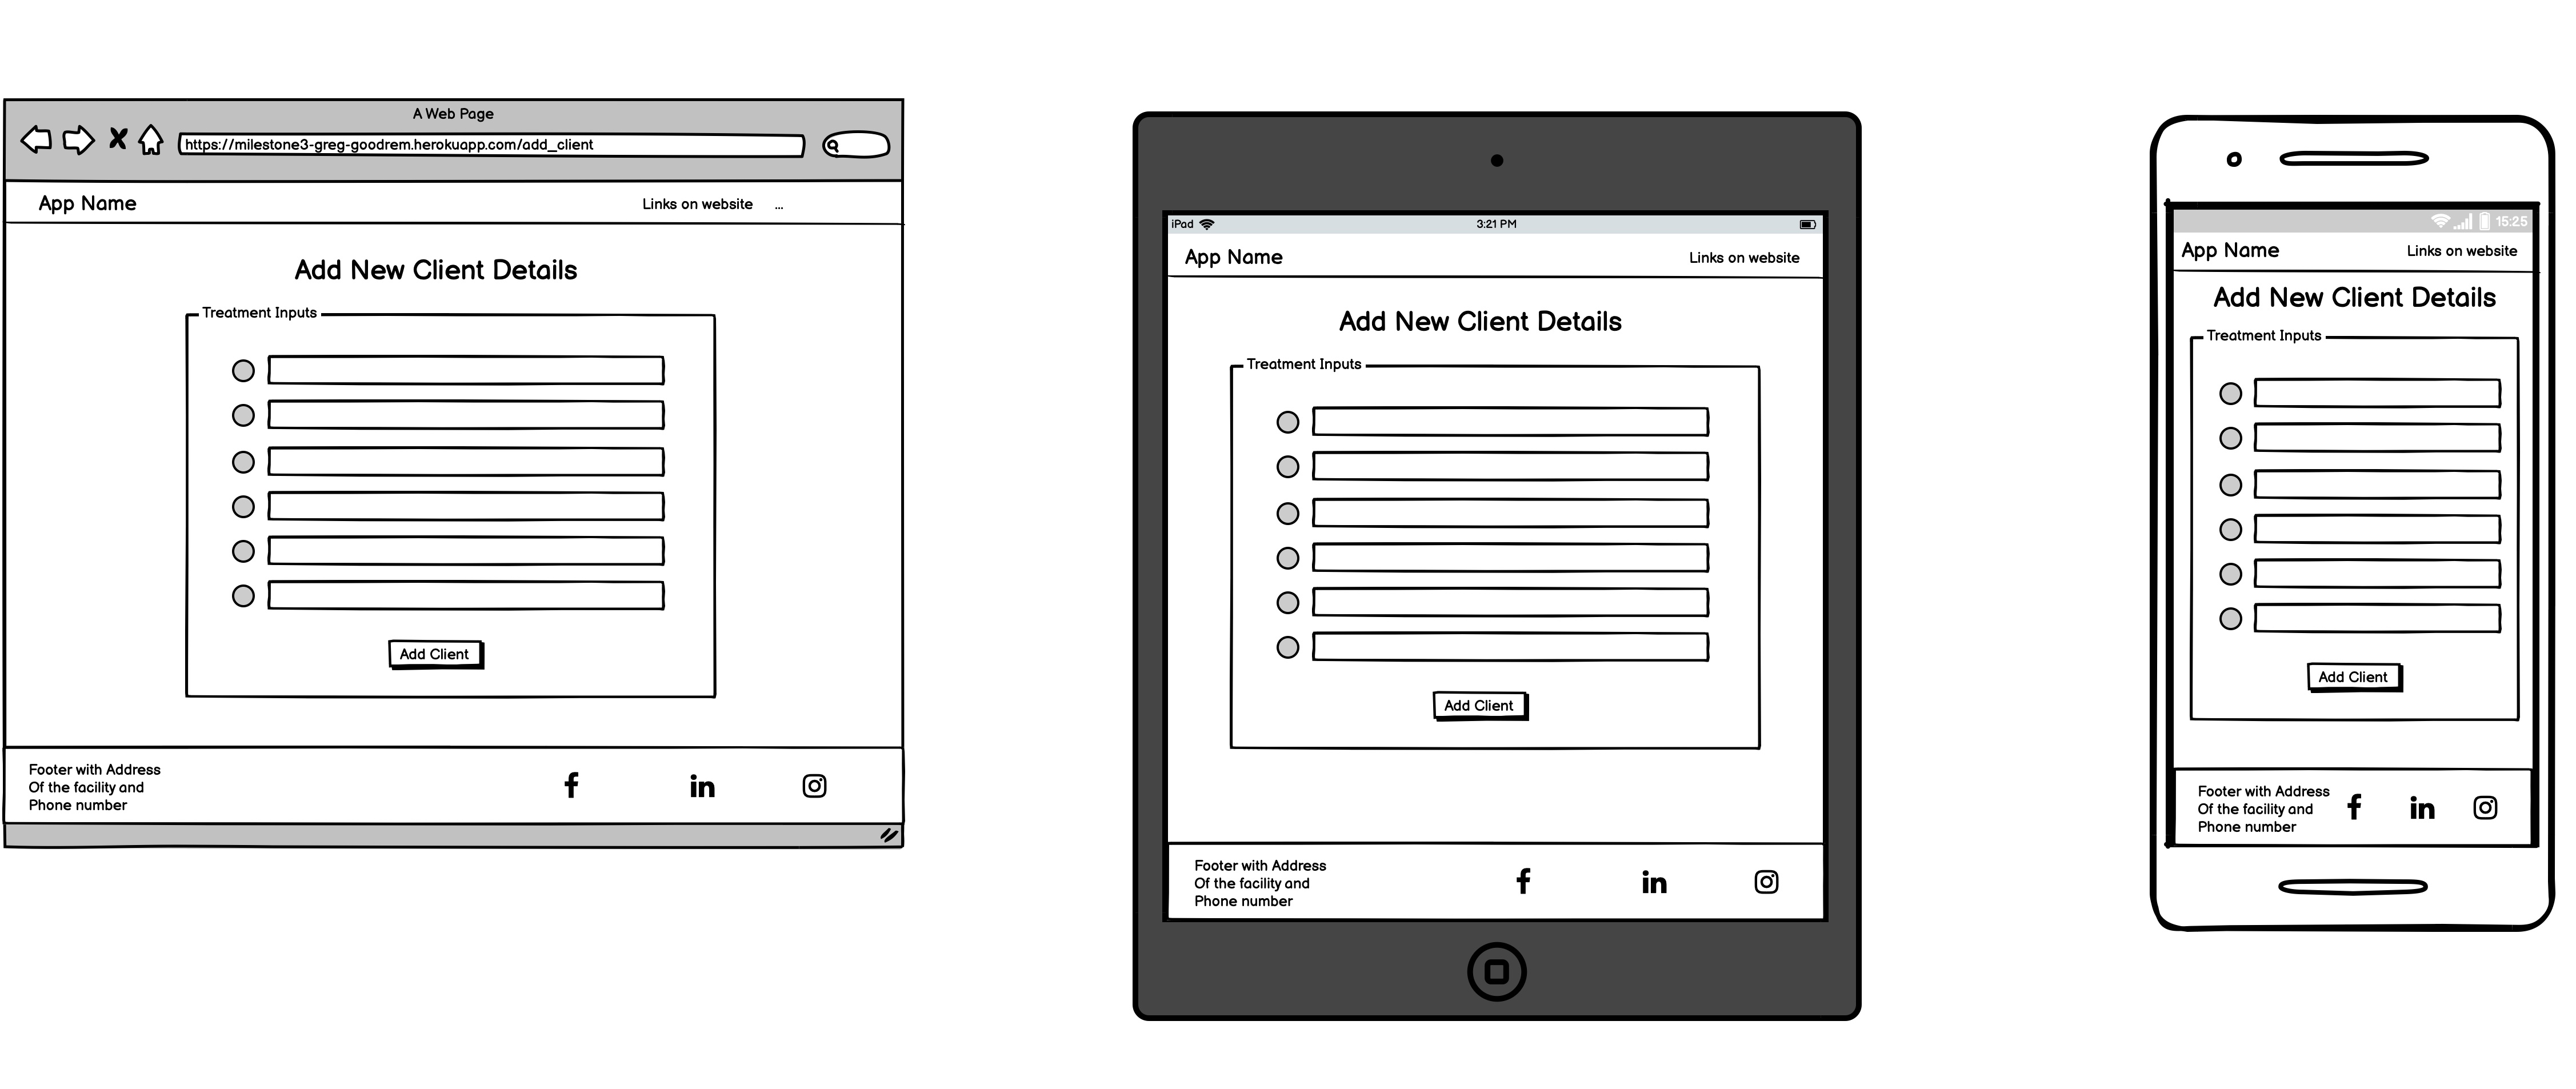 A Web Page
https://milestone3-greg-goodrem.herokuapp.com/add_client
App Name
Links on website ...
Add New Client Details
Treatment Inputs
Add Client
Footer with Address
Of the facility and
Phone number
f
in
iPad
3:21 PM
App Name
Links on website
Add New Client Details
Treatment Inputs
Add Client
Footer with Address
Of the facility and
Phone number
f
in
15:25
App Name
Links on website
Add New Client Details
Treatment Inputs
Add Client
Footer with Address
Of the facility and
Phone number
f
in